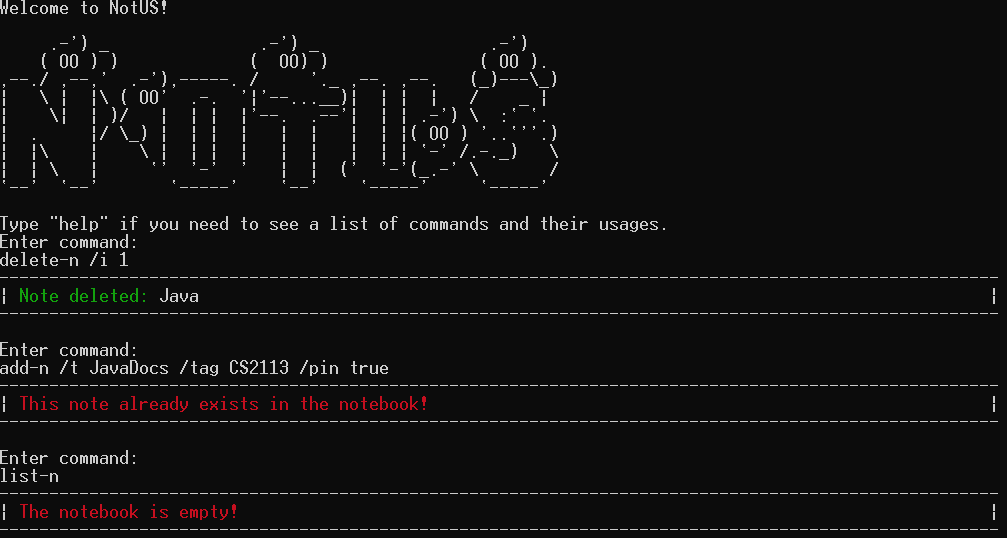 Welcome to NotUS!
Type "help" if you need to see a list of commands and their usages.
Enter command:
delete-n /i 1
| Note deleted: Java |
Enter command:
add-n /t JavaDocs /tag CS2113 /pin true
| This note already exists in the notebook! |
Enter command:
list-n
| The notebook is empty! |